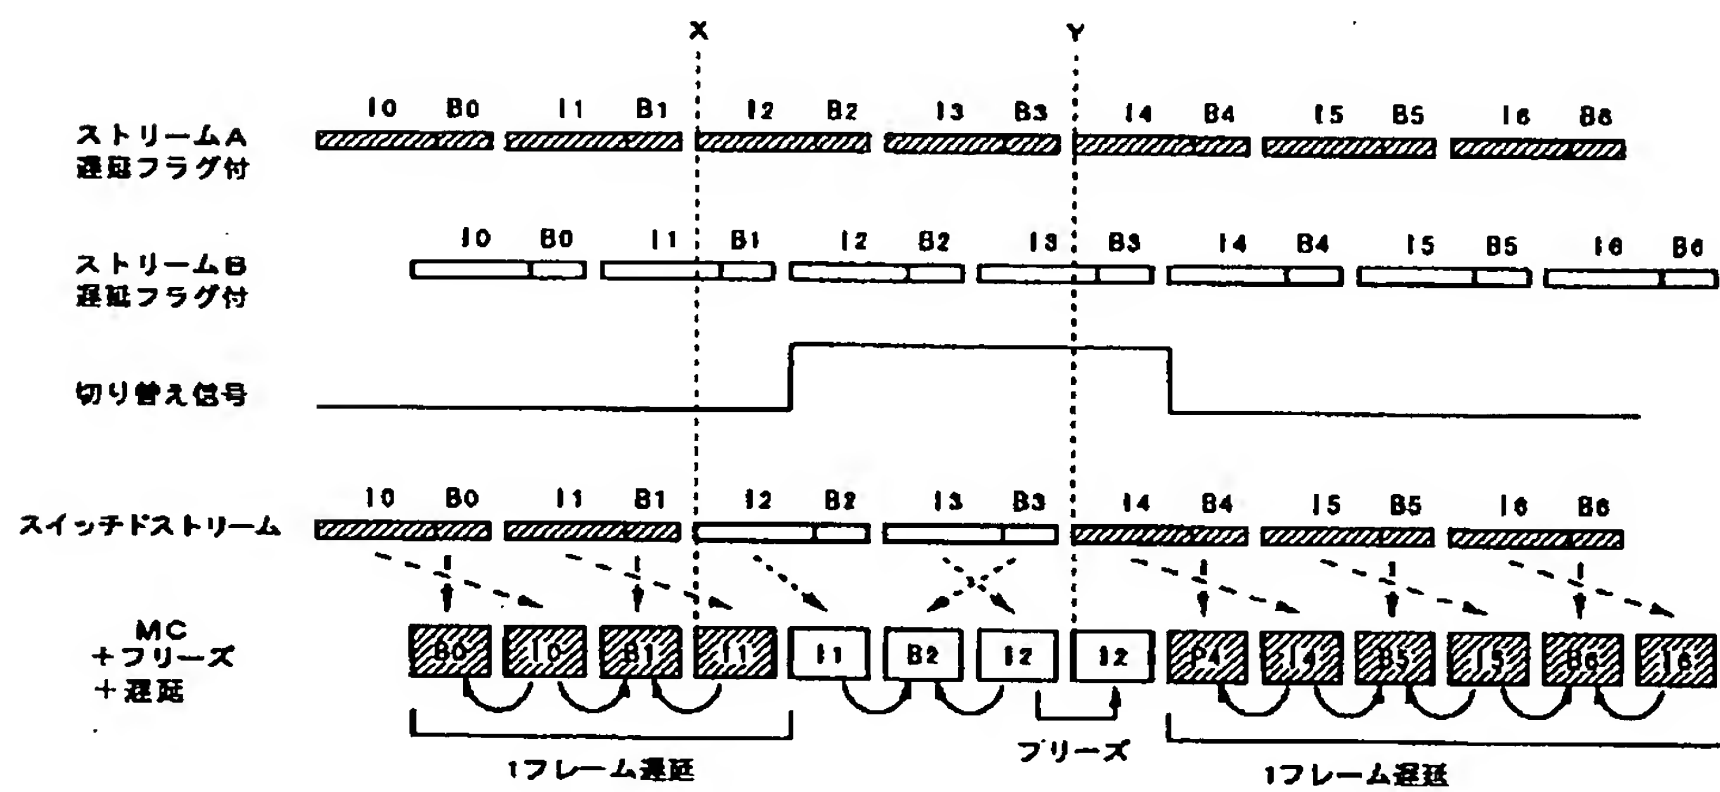 X Y
I0 B0 I1 B1 I2 B2 I3 B3 I4 B4 I5 B5 I6 B6
ストリームA
遅延フラグ付
I0 B0 I1 B1 I2 B2 I3 B3 I4 B4 I5 B5 I6 B6
ストリームB
遅延フラグ付
切り替え信号
I0 B0 I1 B1 I2 B2 I3 B3 I4 B4 I5 B5 I6 B6
スイッチドストリーム
MC
+フリーズ
+遅延
B0 I0 B1 I1 I1 B2 I2 I2 P4 I4 B5 I5 B6 I6
フリーズ
1フレーム遅延
1フレーム遅延